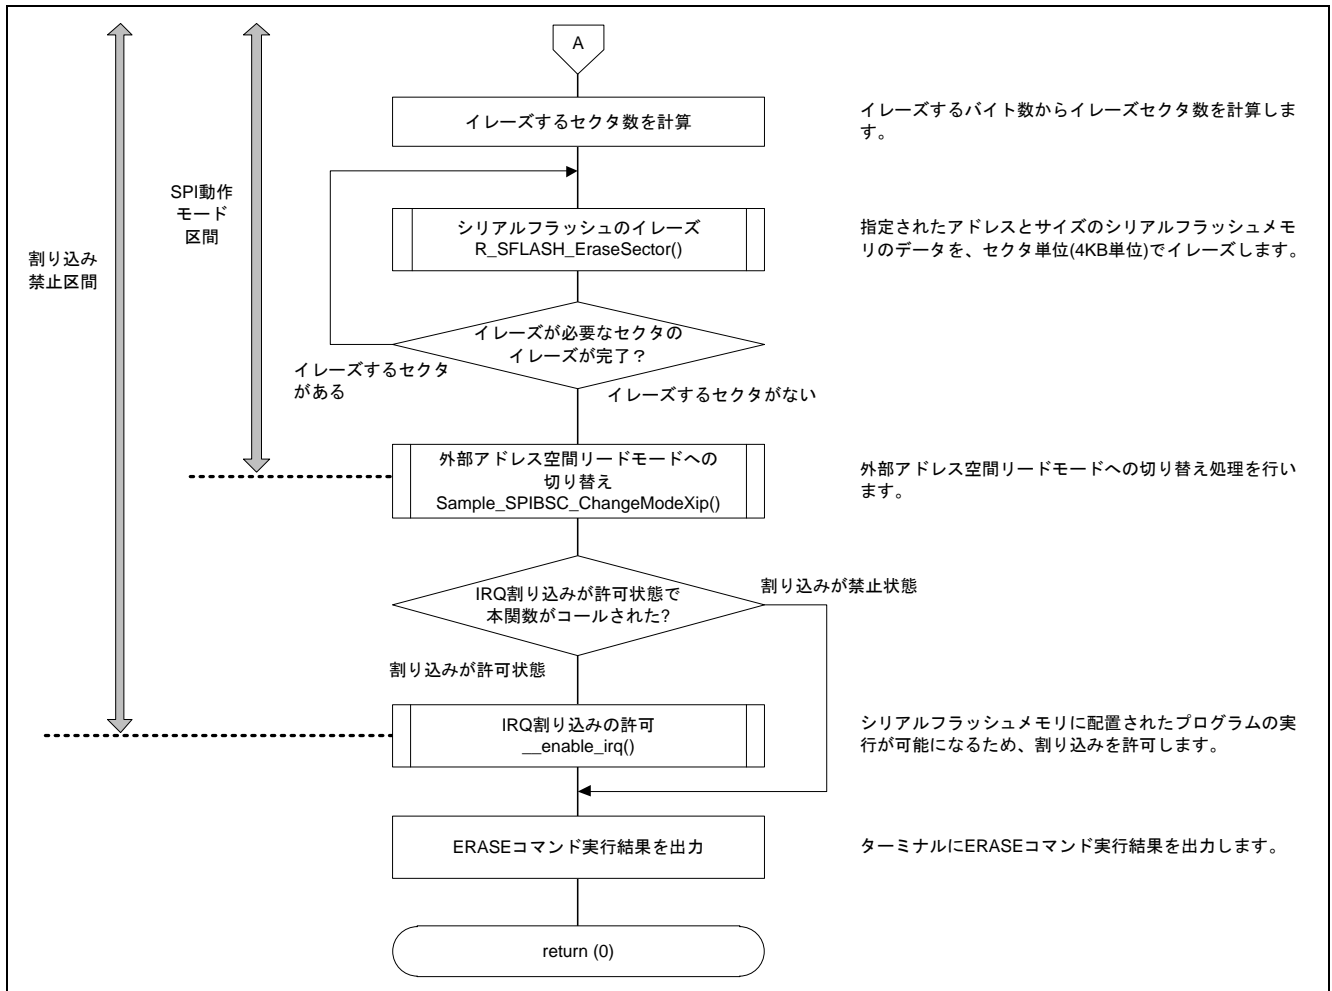 A
イレーズするセクタ数を計算
イレーズするバイト数からイレーズセクタ数を計算しま
す。
SPI動作
モード
区間
割り込み
禁止区間
シリアルフラッシュのイレーズ
R_SFLASH_EraseSector()
指定されたアドレスとサイズのシリアルフラッシュメモ
リのデータを、セクタ単位(4KB単位)でイレーズします。
イレーズが必要なセクタの
イレーズが完了？
イレーズするセクタ
がある
イレーズするセクタがない
外部アドレス空間リードモードへの
切り替え
Sample_SPIBSC_ChangeModeXip()
外部アドレス空間リードモードへの切り替え処理を行い
ます。
IRQ割り込みが許可状態で
本関数がコールされた?
割り込みが禁止状態
割り込みが許可状態
IRQ割り込みの許可
__enable_irq()
シリアルフラッシュメモリに配置されたプログラムの実
行が可能になるため、割り込みを許可します。
ERASEコマンド実行結果を出力
ターミナルにERASEコマンド実行結果を出力します。
return (0)